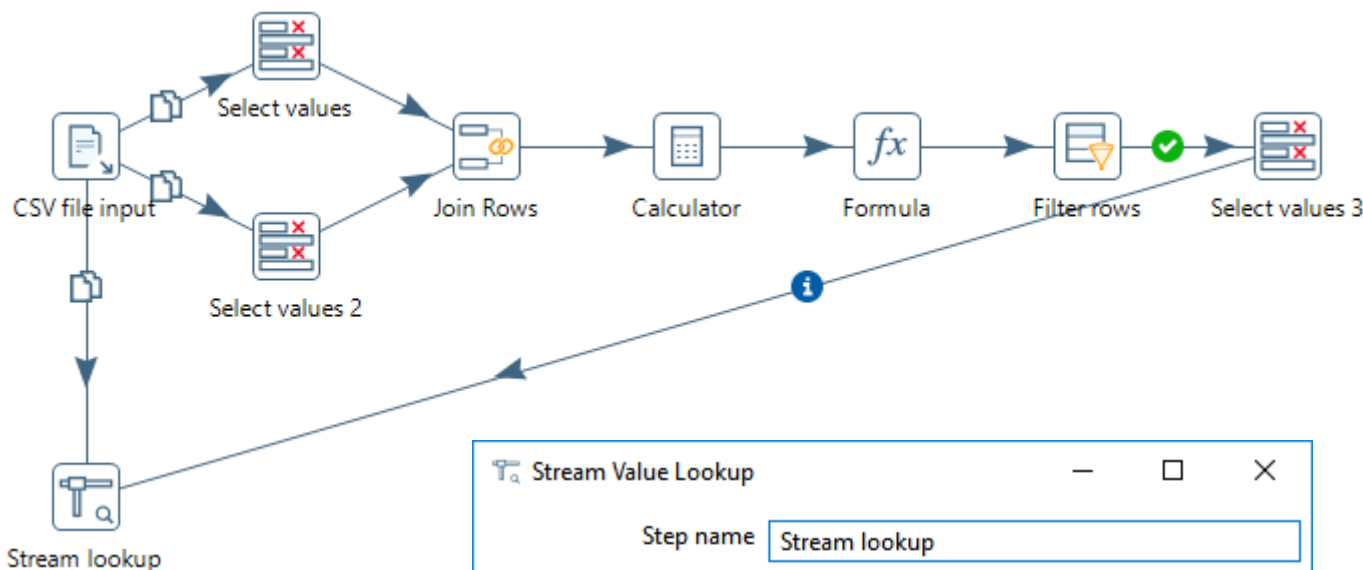 Select values
CSV file input
Join Rows
Calculator
fx
Formula
Filter rows
Select values 3
Select values 2
i
Stream Value Lookup
Step name Stream lookup
Stream lookup